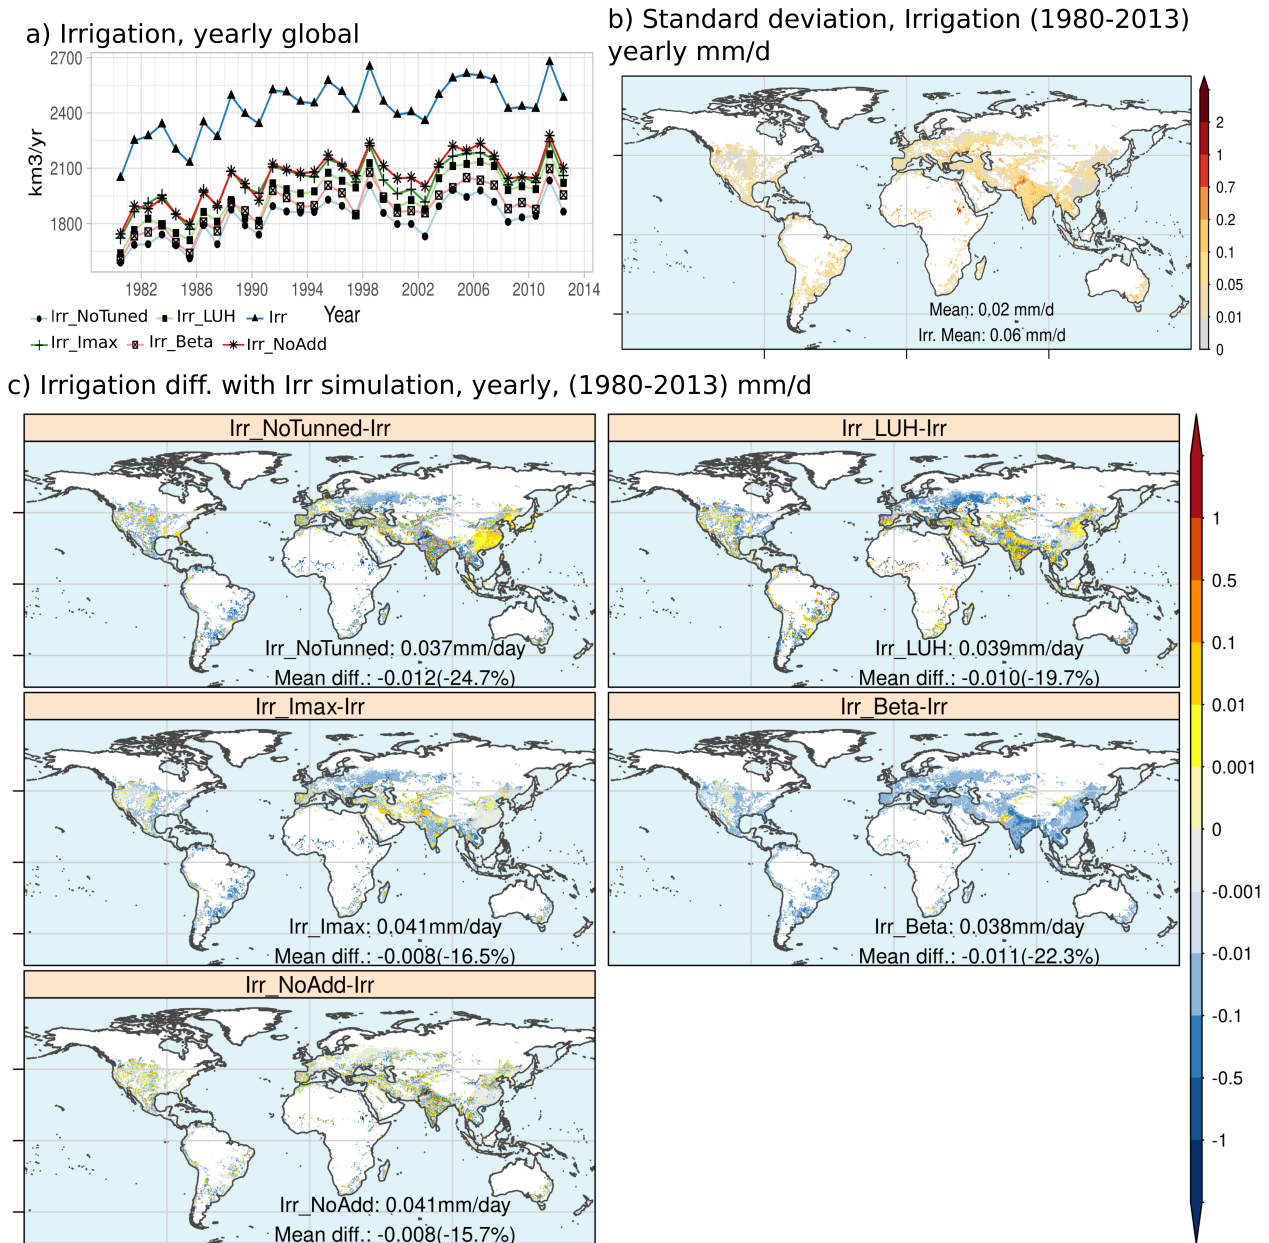 a) Irrigation, yearly global
2700
2400
2100
1800
km3/yr
1982 1986 1990 1994 1998 2002 2006 2010 2014
Year
Irr_NoTuned Irr_LUH Irr
Irr_Imax Irr_Beta Irr_NoAdd
b) Standard deviation, Irrigation (1980-2013)
yearly mm/d
Mean: 0.02 mm/d
Irr. Mean: 0.06 mm/d
2
1
0.7
0.2
0.1
0.05
0.01
0
c) Irrigation diff. with Irr simulation, yearly, (1980-2013) mm/d
Irr_NoTunned-Irr
Irr_NoTunned: 0.037mm/day
Mean diff.: -0.012(-24.7%)
Irr_LUH-Irr
Irr_LUH: 0.039mm/day
Mean diff.: -0.010(-19.7%)
Irr_Imax-Irr
Irr_Imax: 0.041mm/day
Mean diff.: -0.008(-16.5%)
Irr_Beta-Irr
Irr_Beta: 0.038mm/day
Mean diff.: -0.011(-22.3%)
Irr_NoAdd-Irr
Irr_NoAdd: 0.041mm/day
Mean diff.: -0.008(-15.7%)
1
0.5
0.1
0.01
0.001
0
-0.001
-0.01
-0.1
-0.5
-1